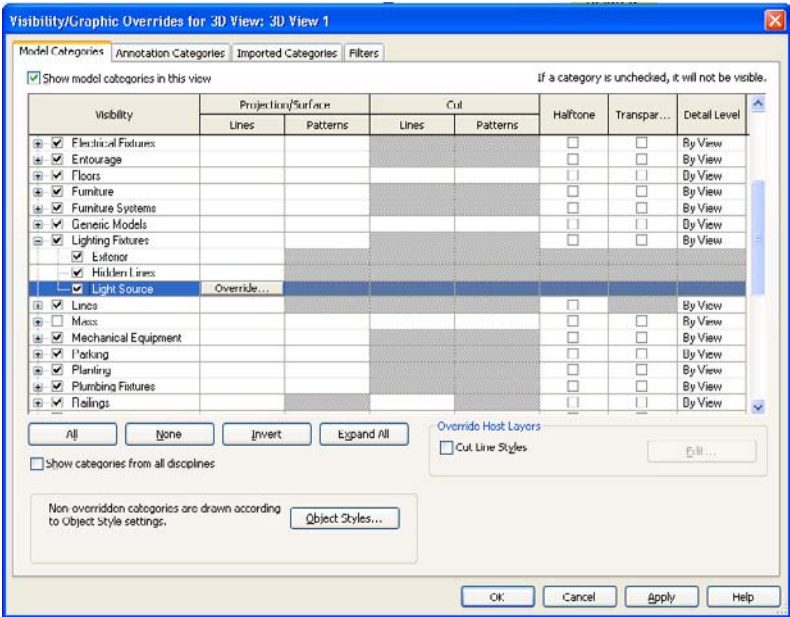 Visibility/Graphic Overrides for 3D View: 3D View 1
Model Categories Annotation Categories Imported Categories Filters
Show model categories in this view If a category is unchecked, it will not be visible.
Visibility Projection/Surface Cut Halftone Transpar... Detail Level
Lines Patterns Lines Patterns
Electrical Fixtures By View
Entourage By View
Floors By View
Furniture By View
Furniture Systems By View
Generic Models By View
Lighting Fixtures By View
Exterior
Hidden Lines
Light Source Override...
Lines By View
Mass By View
Mechanical Equipment By View
Parking By View
Planting By View
Plumbing Fixtures By View
Railings By View
All None Invert Expand All
Override Host Layers
Cut Line Styles Edit...
Show categories from all disciplines
Non overridden categories are drawn according
to Object Style settings.
Object Styles...
OK Cancel Apply Help